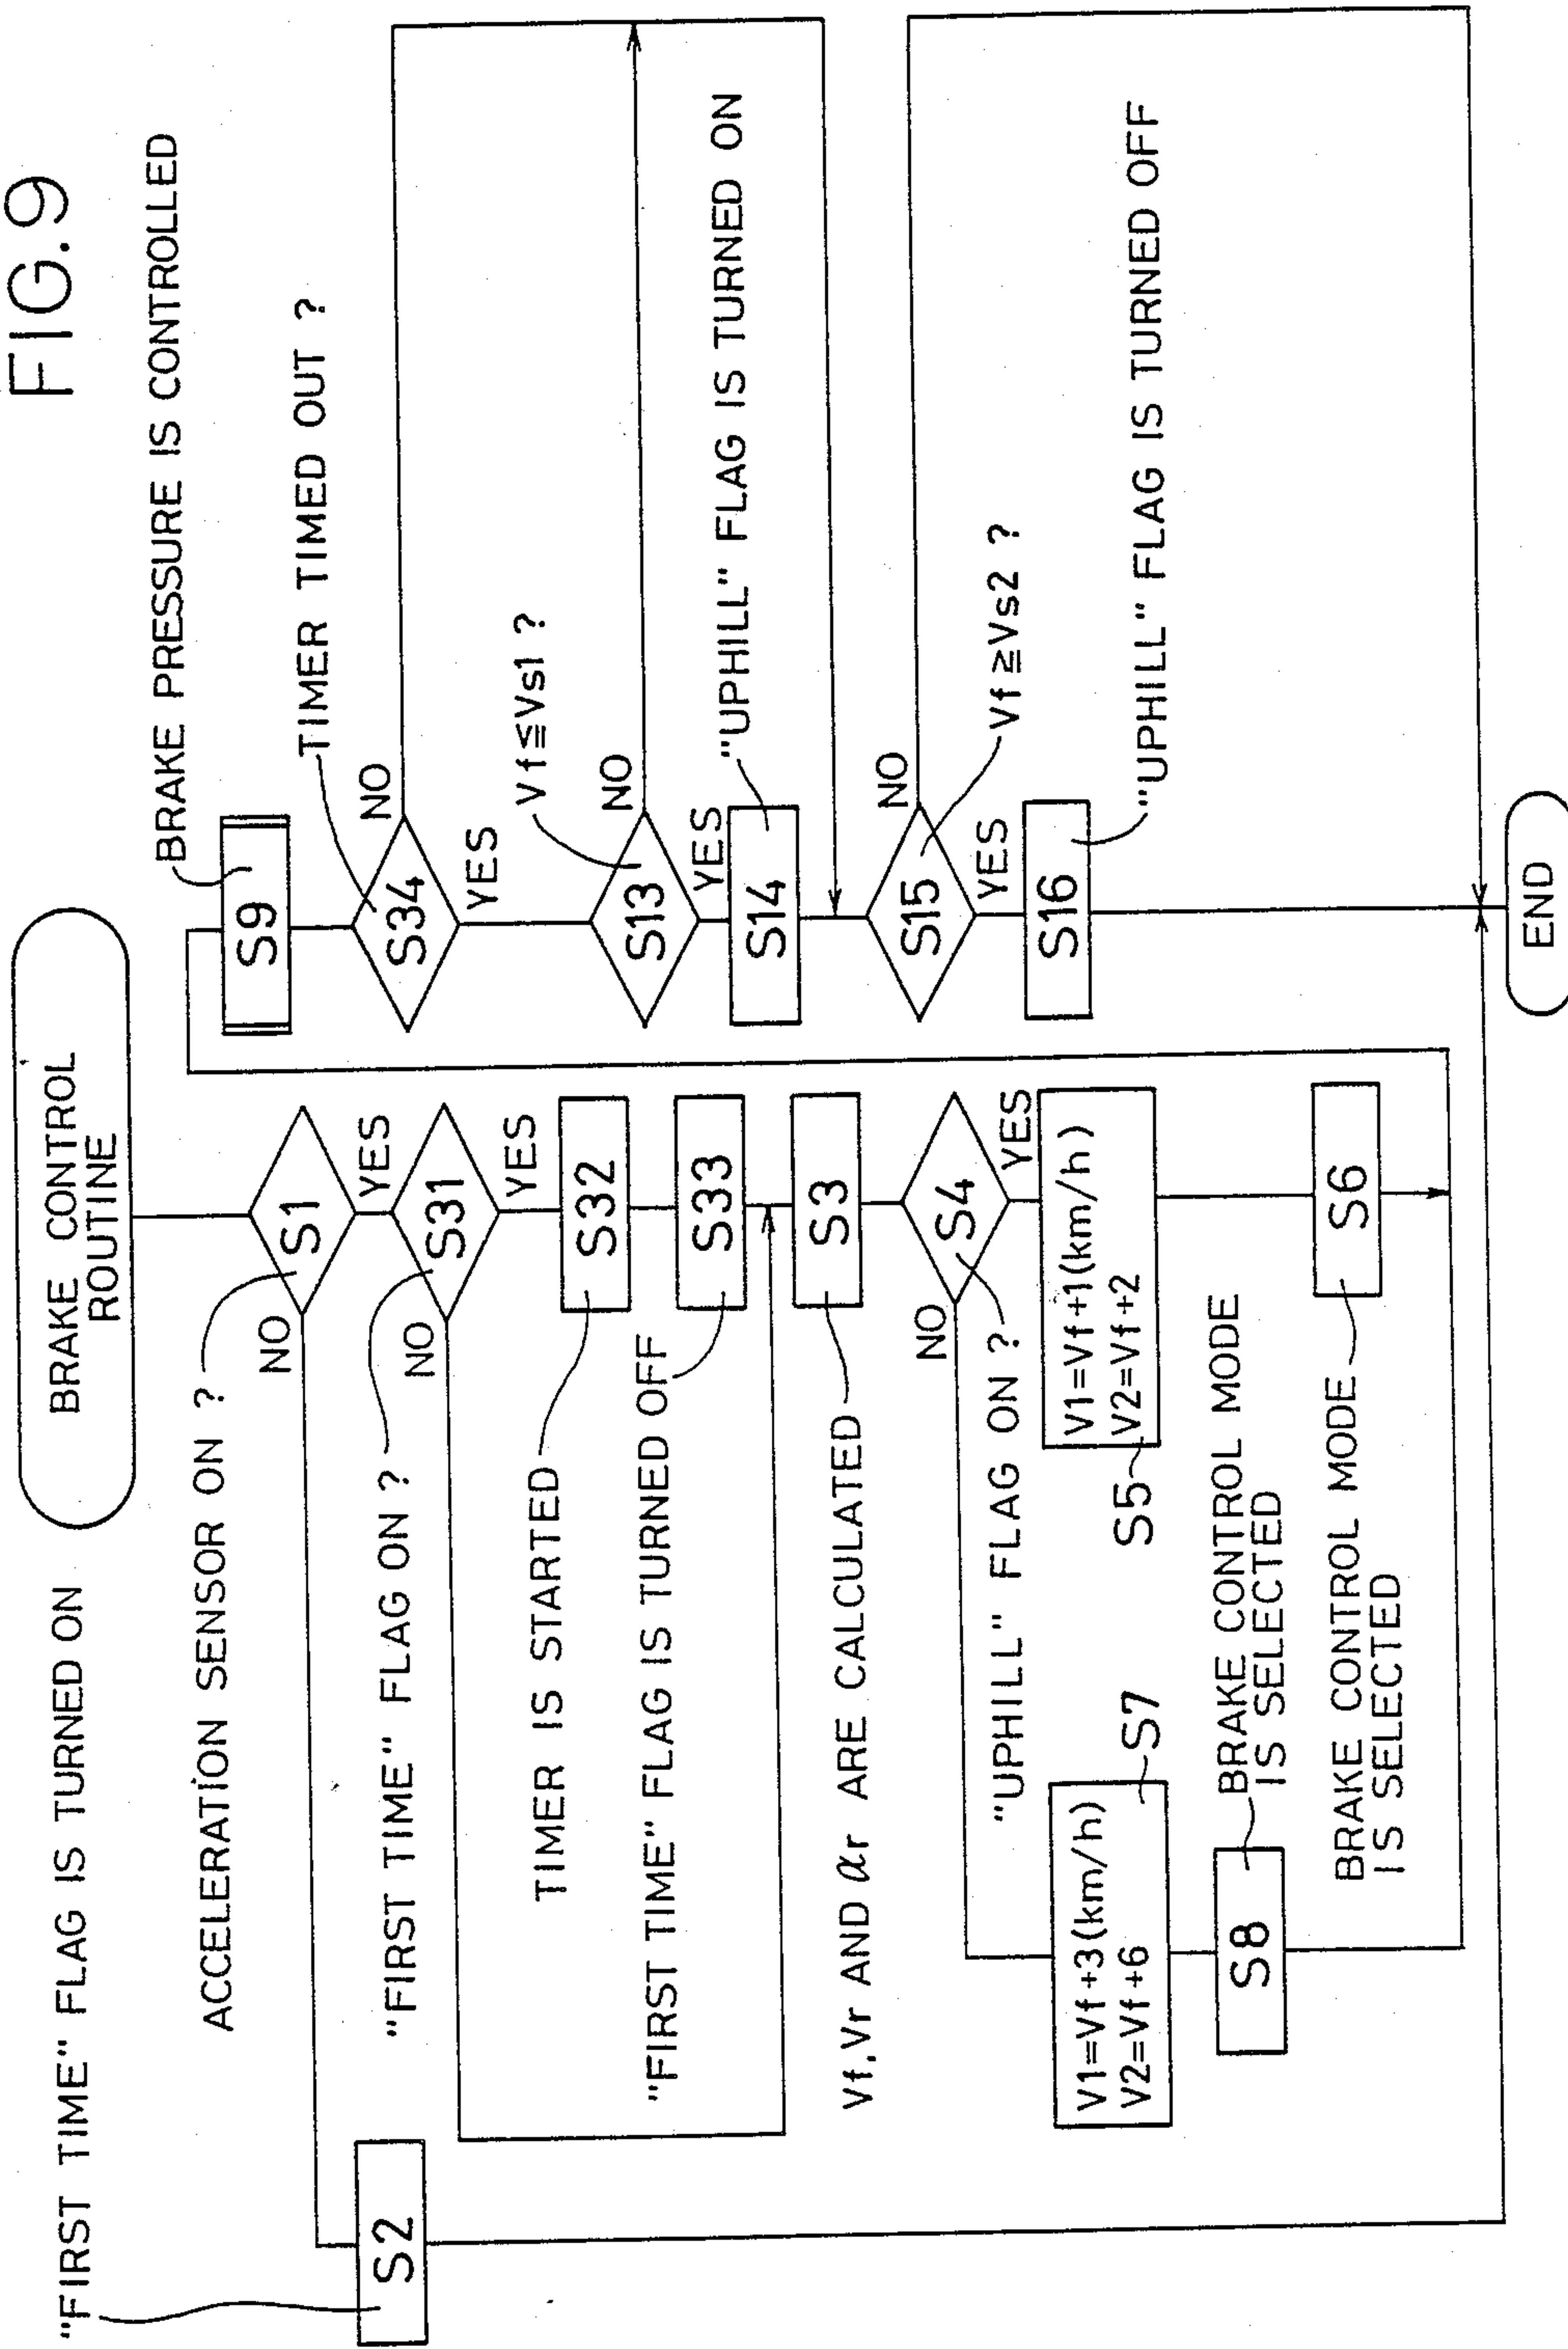 FIG.9
BRAKE CONTROL
ROUTINE
"FIRST TIME" FLAG IS TURNED ON
S2
ACCELERATION SENSOR ON ?
NO
S1
YES
"FIRST TIME" FLAG ON ?
NO
S31
YES
TIMER IS STARTED
S32
"FIRST TIME" FLAG IS TURNED OFF
S33
Vf,Vr AND αr ARE CALCULATED
S3
"UPHILL" FLAG ON ?
NO
S4
YES
V1=Vf+3(km/h)
V2=Vf+6
S7
V1=Vf+1(km/h)
V2=Vf+2
S5
S8
BRAKE CONTROL MODE
IS SELECTED
BRAKE CONTROL MODE
IS SELECTED
S6
BRAKE PRESSURE IS CONTROLLED
S9
TIMER TIMED OUT ?
S34
NO
YES
Vf≦Vs1 ?
S13
NO
YES
"UPHILL" FLAG IS TURNED ON
S14
S15
NO
Vf≧Vs2 ?
YES
S16
"UPHILL" FLAG IS TURNED OFF
END